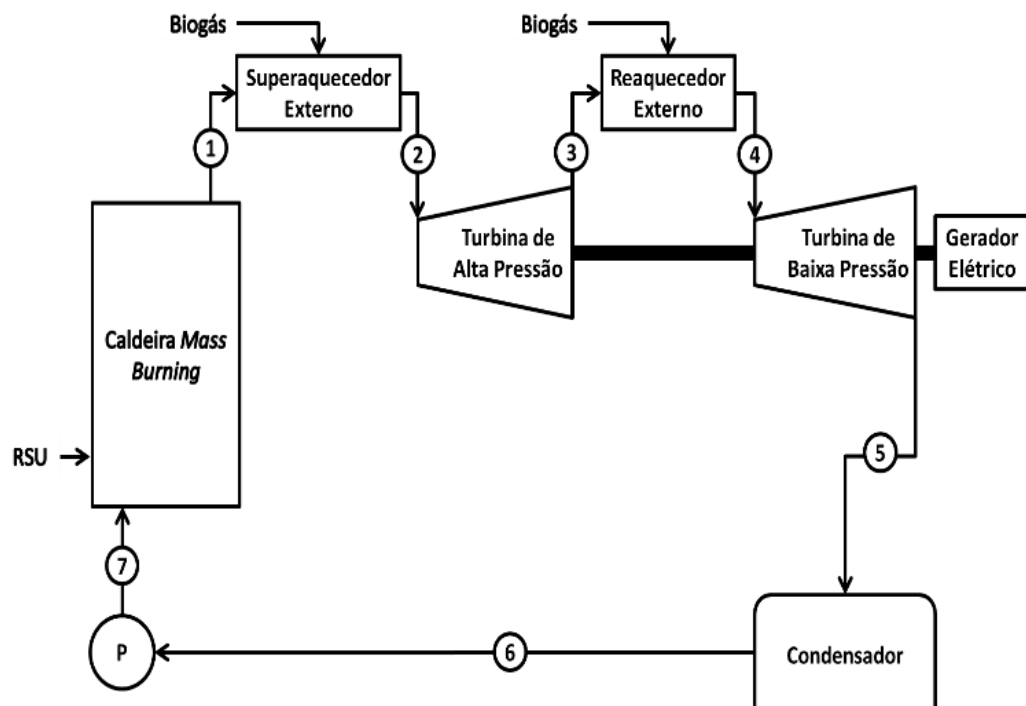 Biogás
Biogás
Superaquecedor
Externo
Reaquecedor
Externo
1
2
3
4
Turbina de
Alta Pressão
Turbina de
Baixa Pressão
Gerador
Elétrico
Caldeira Mass
Burning
RSU
5
7
P
6
Condensador